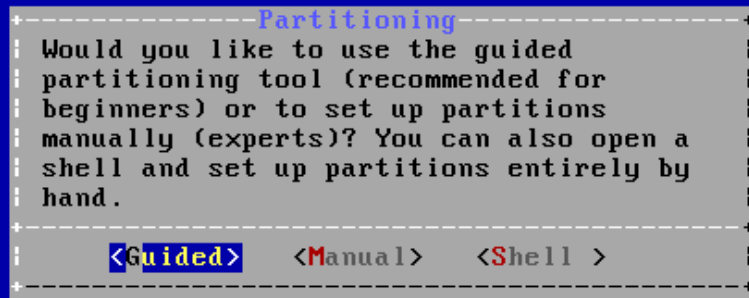 Partitioning
Would you like to use the guided
partitioning tool (recommended for
beginners) or to set up partitions
manually (experts)? You can also open a
shell and set up partitions entirely by
hand.
<Guided> <Manual> <Shell >